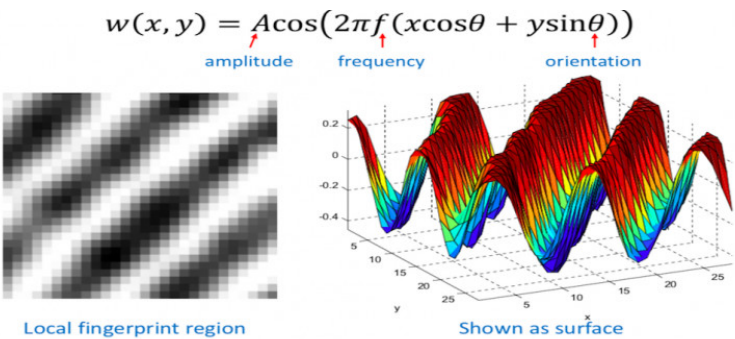 w(x, y) = Acos(2πf(xcosθ + ysinθ))
amplitude frequency orientation
0.2
0
-0.2
-0.4
5
10
15
20
25
y
5
10
15
20
25
x
Local fingerprint region
Shown as surface